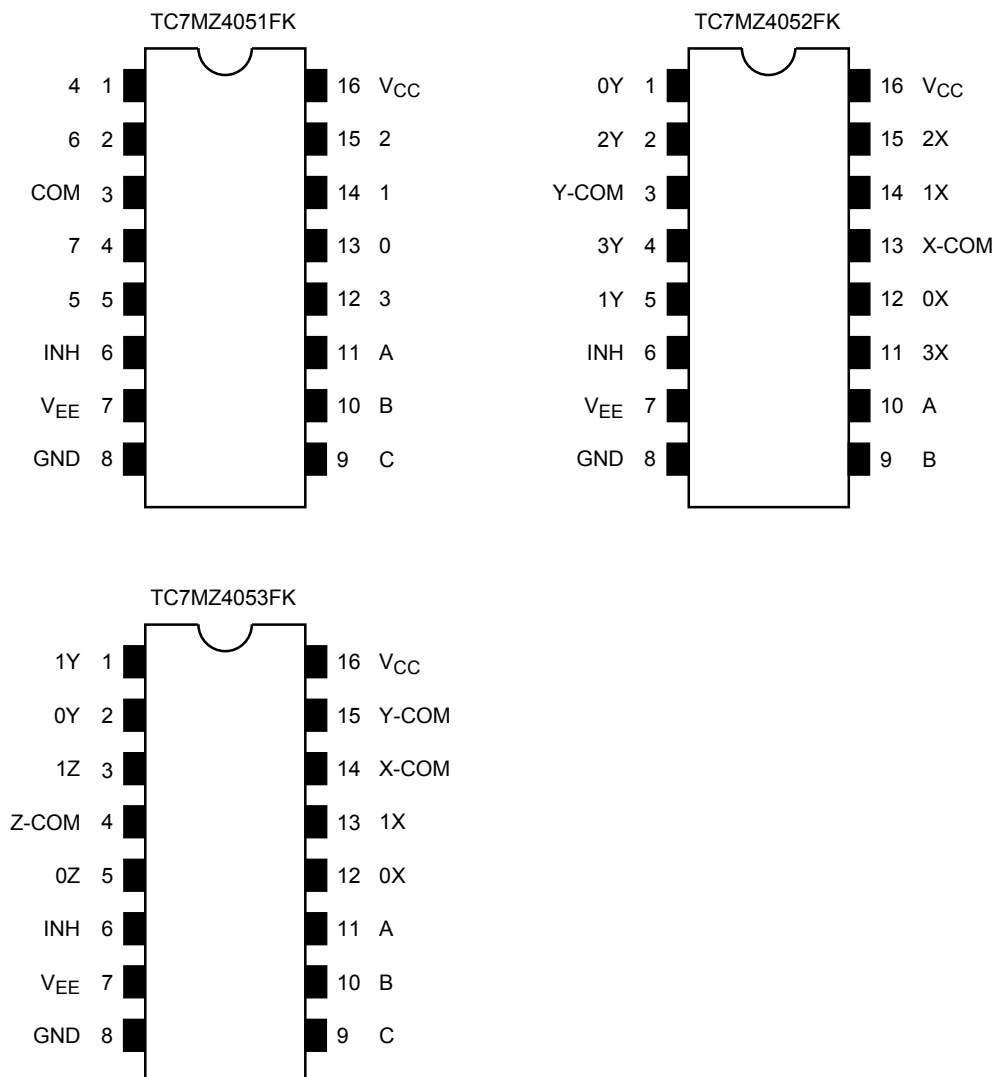 TC7MZ4051FK
4 1 16 VCC
6 2 15 2
COM 3 14 1
7 4 13 0
5 5 12 3
INH 6 11 A
VEE 7 10 B
GND 8 9 C
TC7MZ4052FK
0Y 1 16 VCC
2Y 2 15 2X
Y-COM 3 14 1X
3Y 4 13 X-COM
1Y 5 12 0X
INH 6 11 3X
VEE 7 10 A
GND 8 9 B
TC7MZ4053FK
1Y 1 16 VCC
0Y 2 15 Y-COM
1Z 3 14 X-COM
Z-COM 4 13 1X
0Z 5 12 0X
INH 6 11 A
VEE 7 10 B
GND 8 9 C